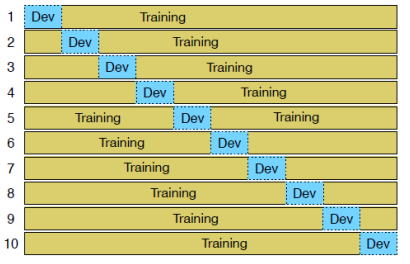 1 Dev Training
2 Dev Training
3 Dev Training
4 Dev Training
5 Training Dev Training
6 Training Dev
7 Training Dev
8 Training Dev
9 Training Dev
10 Training Dev